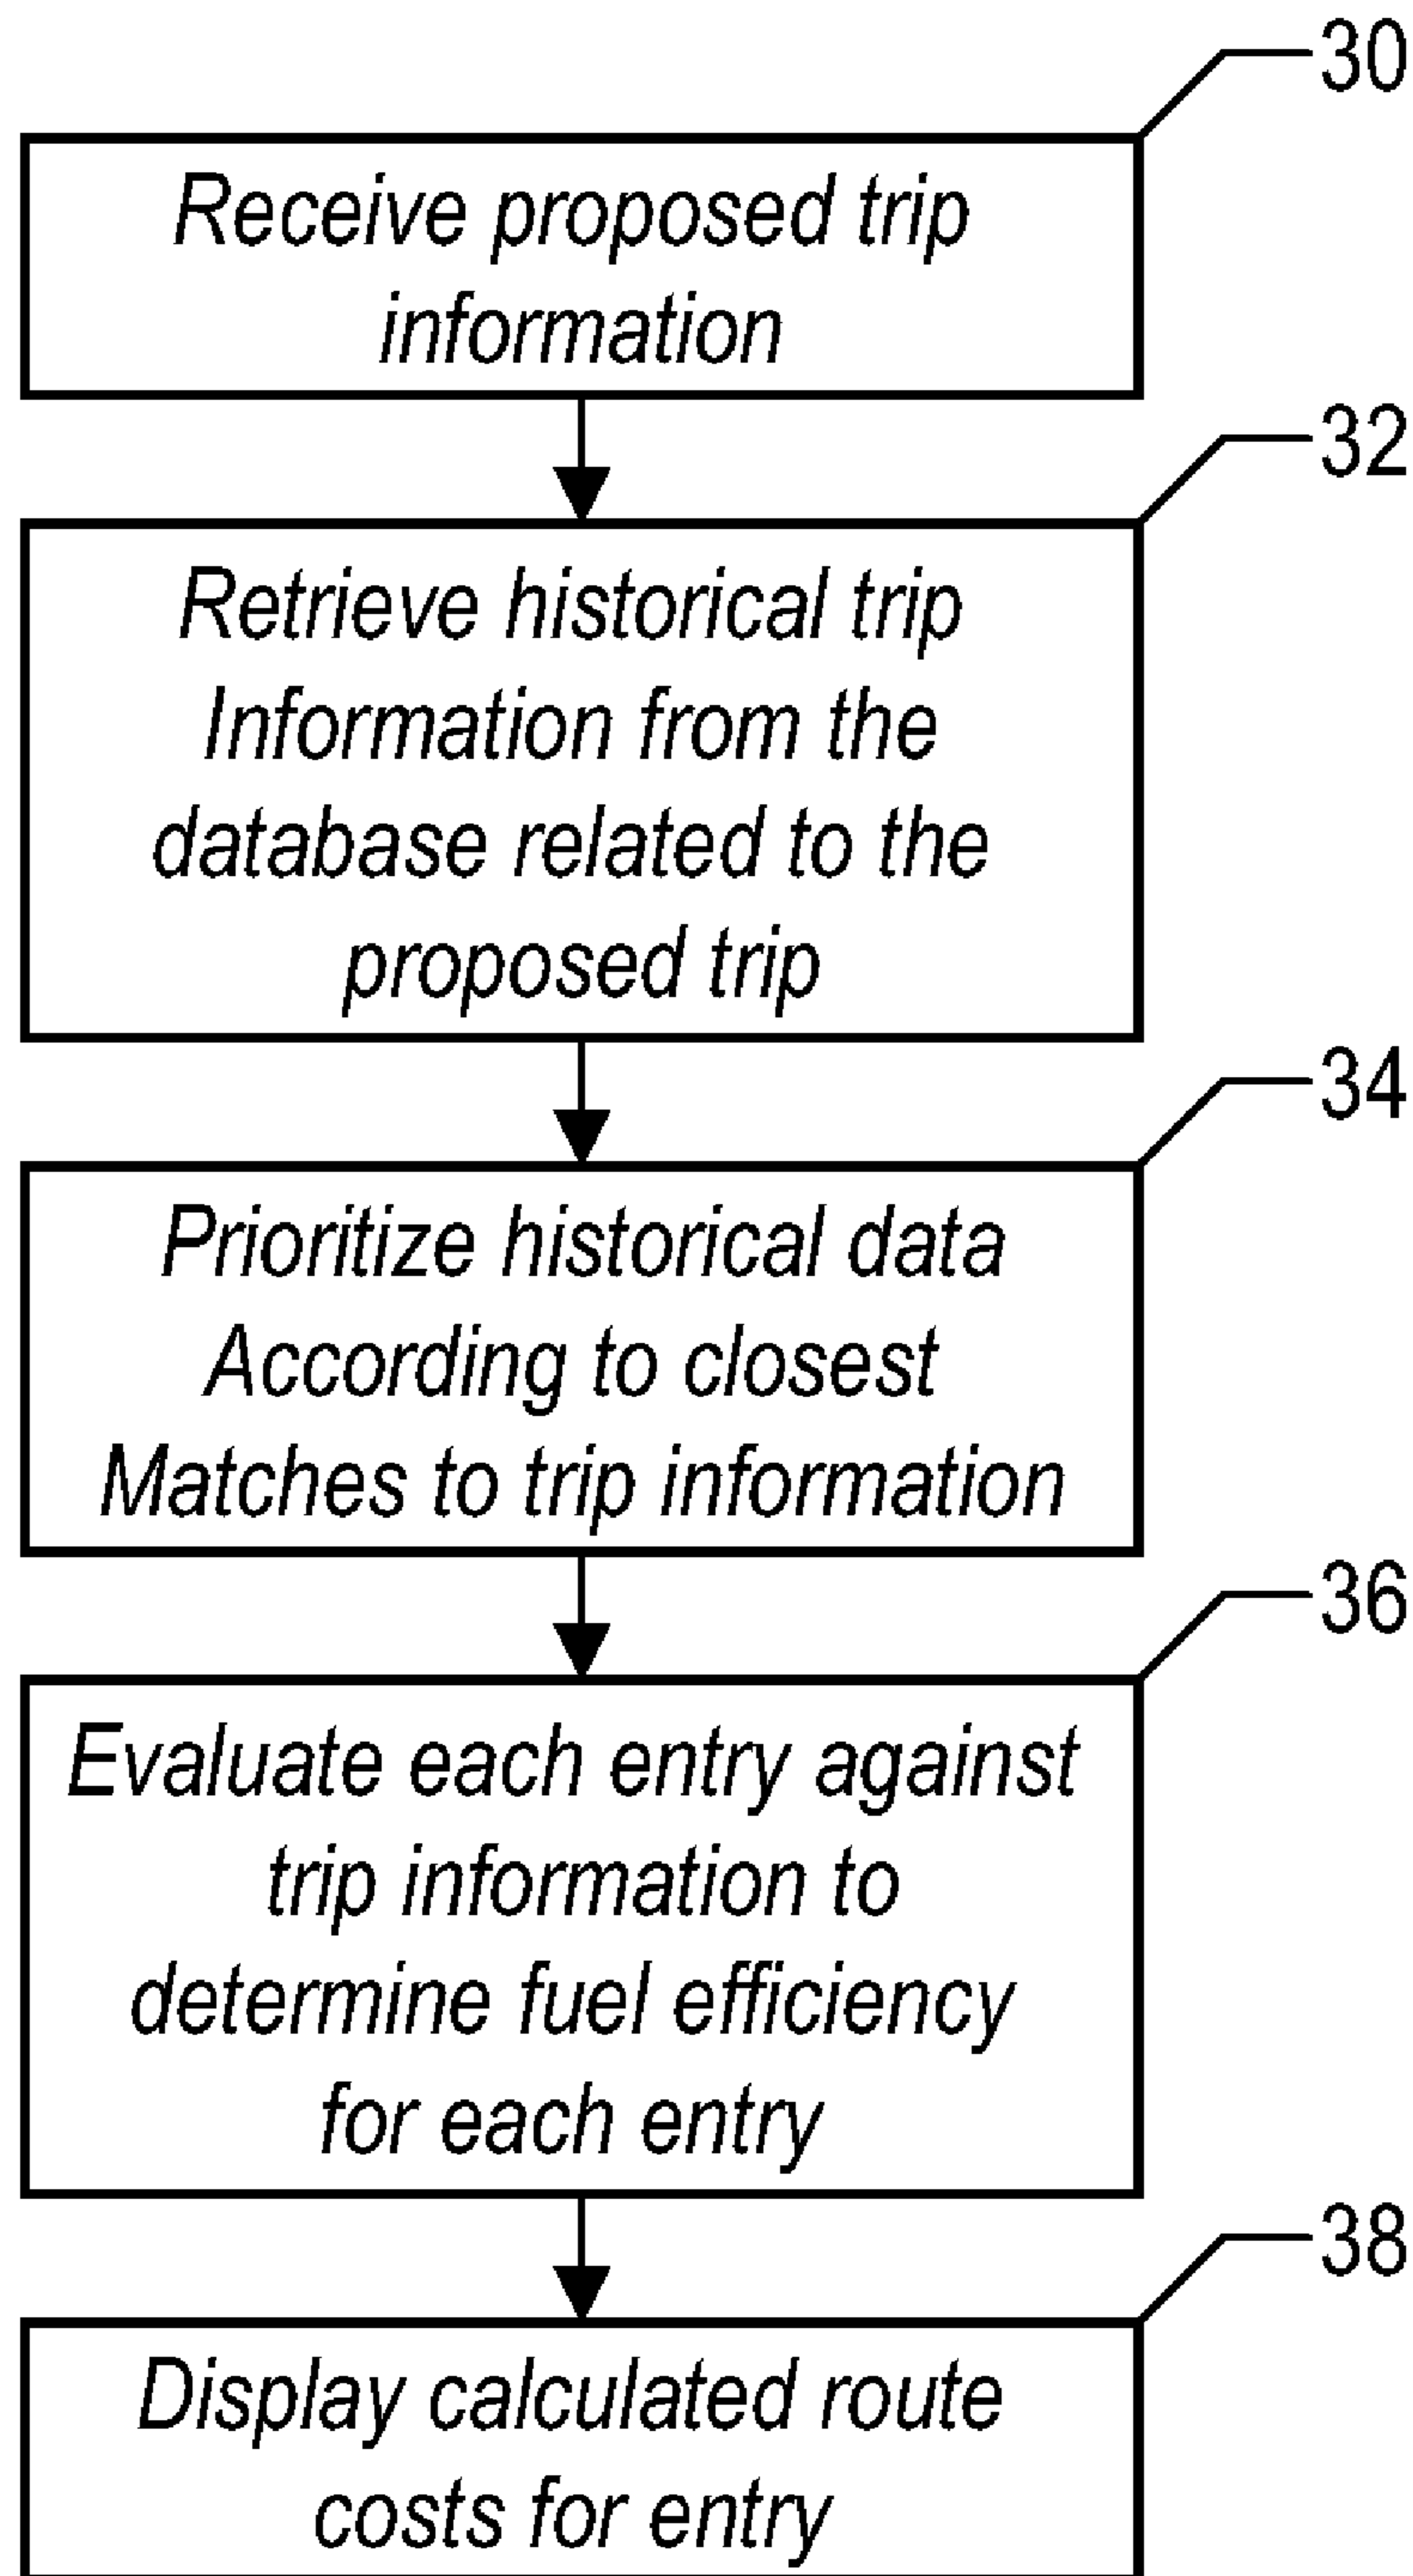 30
Receive proposed trip
information
32
Retrieve historical trip
Information from the
database related to the
proposed trip
34
Prioritize historical data
According to closest
Matches to trip information
36
Evaluate each entry against
trip information to
determine fuel efficiency
for each entry
38
Display calculated route
costs for entry